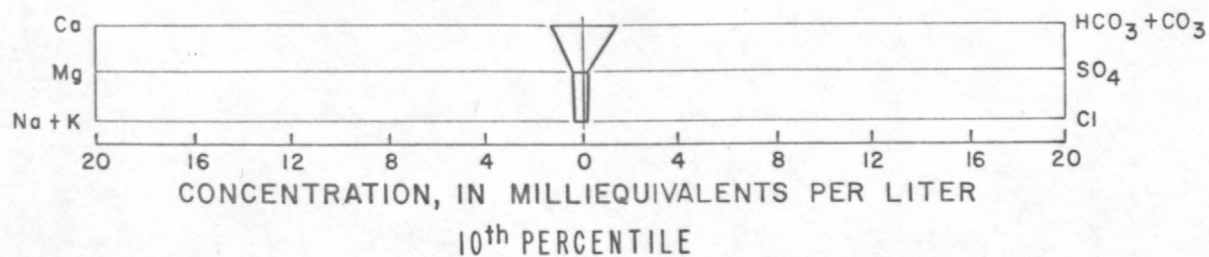 Ca HCO3 + CO3
Mg SO4
Na + K Cl
20 16 12 8 4 0 4 8 12 16 20
CONCENTRATION, IN MILLIEQUIVALENTS PER LITER
10th PERCENTILE